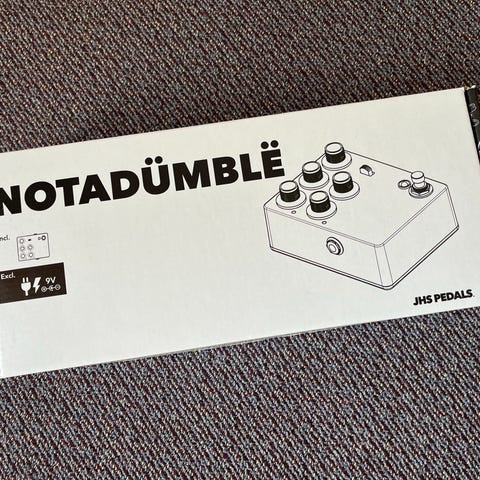 NOTADÜMBLË
Incl.
Excl.
9V
JHS PEDALS